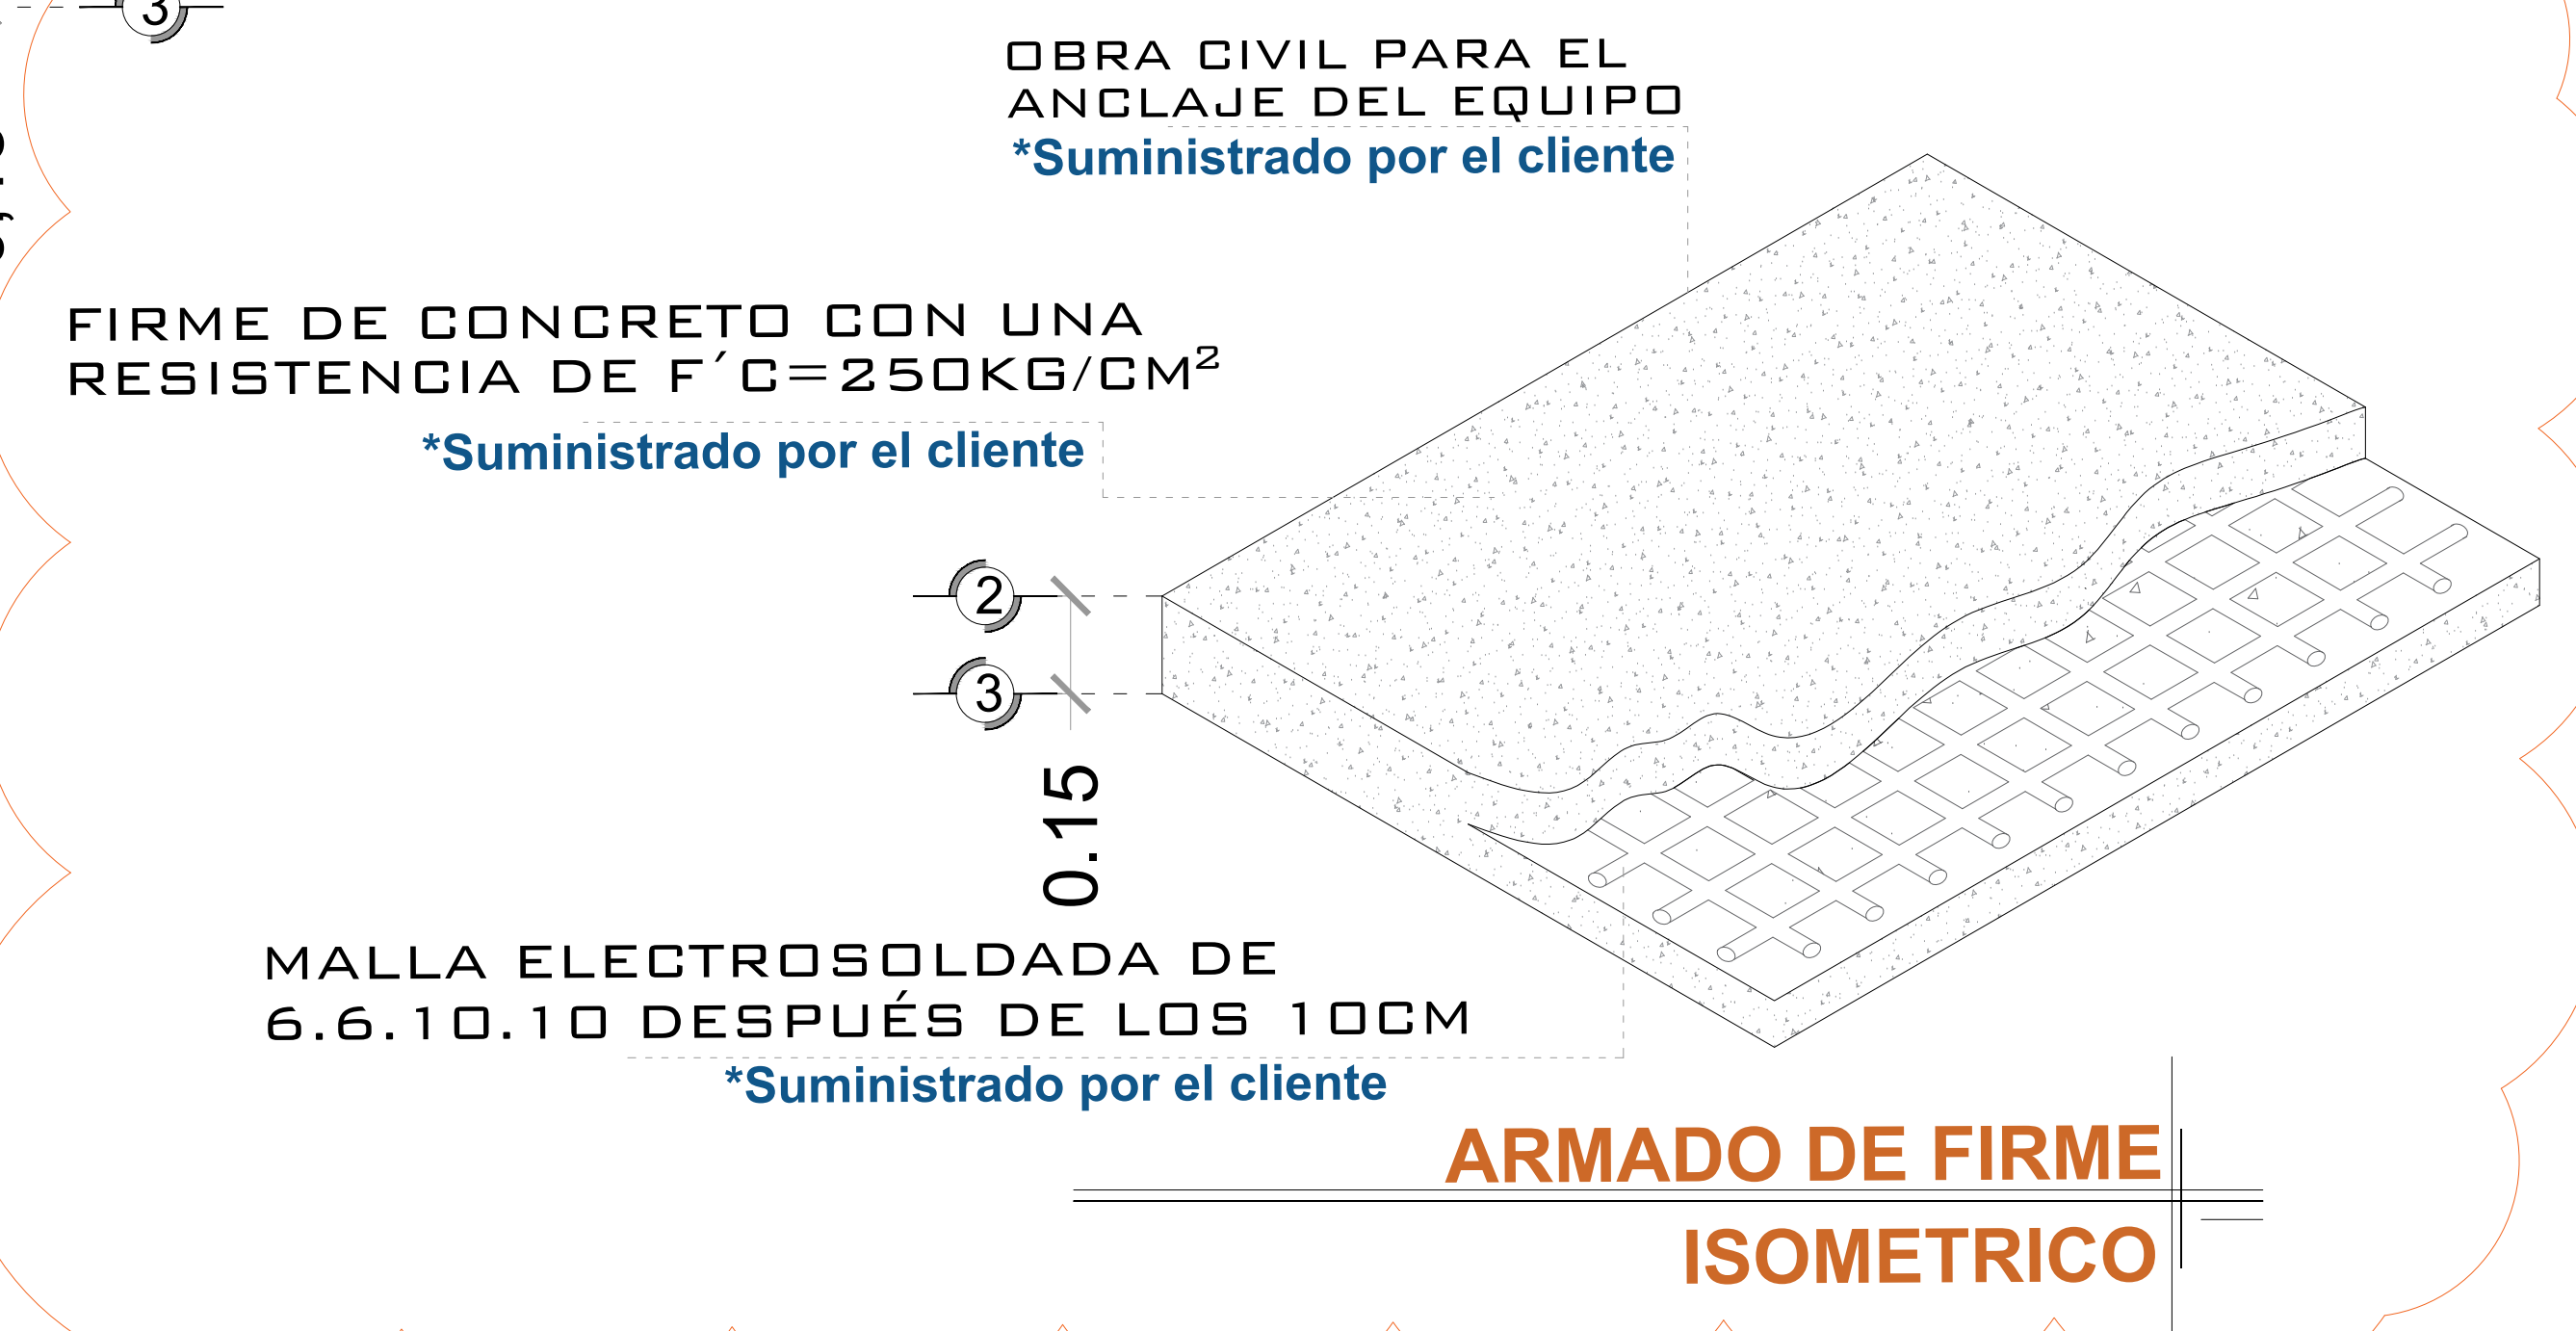 3
OBRA CIVIL PARA EL
ANCLAJE DEL EQUIPO
*Suministrado por el cliente
FIRME DE CONCRETO CON UNA
RESISTENCIA DE F´C=250KG/CM²
*Suministrado por el cliente
2
3
0.15
MALLA ELECTROSOLDADA DE
6.6.10.10 DESPUÉS DE LOS 10CM
*Suministrado por el cliente
ARMADO DE FIRME
ISOMETRICO